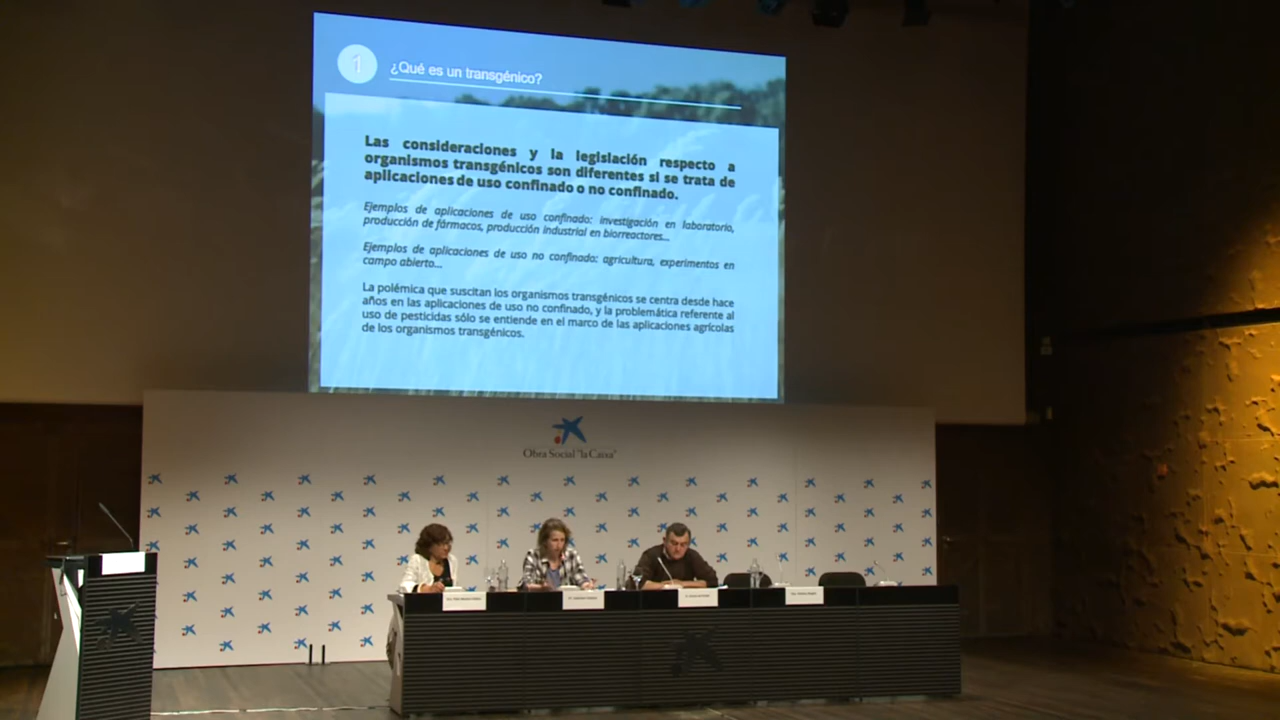 1
¿Qué es un transgénico?
Las consideraciones y la legislación respecto a
organismos transgénicos son diferentes si se trata de
aplicaciones de uso confinado o no confinado.
Ejemplos de aplicaciones de uso confinado: investigación en laboratorio,
producción de fármacos, producción industrial en biorreactores...
Ejemplos de aplicaciones de uso no confinado: agricultura, experimentos en
campo abierto...
La polémica que suscitan los organismos transgénicos se centra desde hace
años en las aplicaciones de uso no confinado, y la problemática referente al
uso de pesticidas sólo se entiende en el marco de las aplicaciones agrícolas
de los organismos transgénicos.
Obra Social "la Caixa"